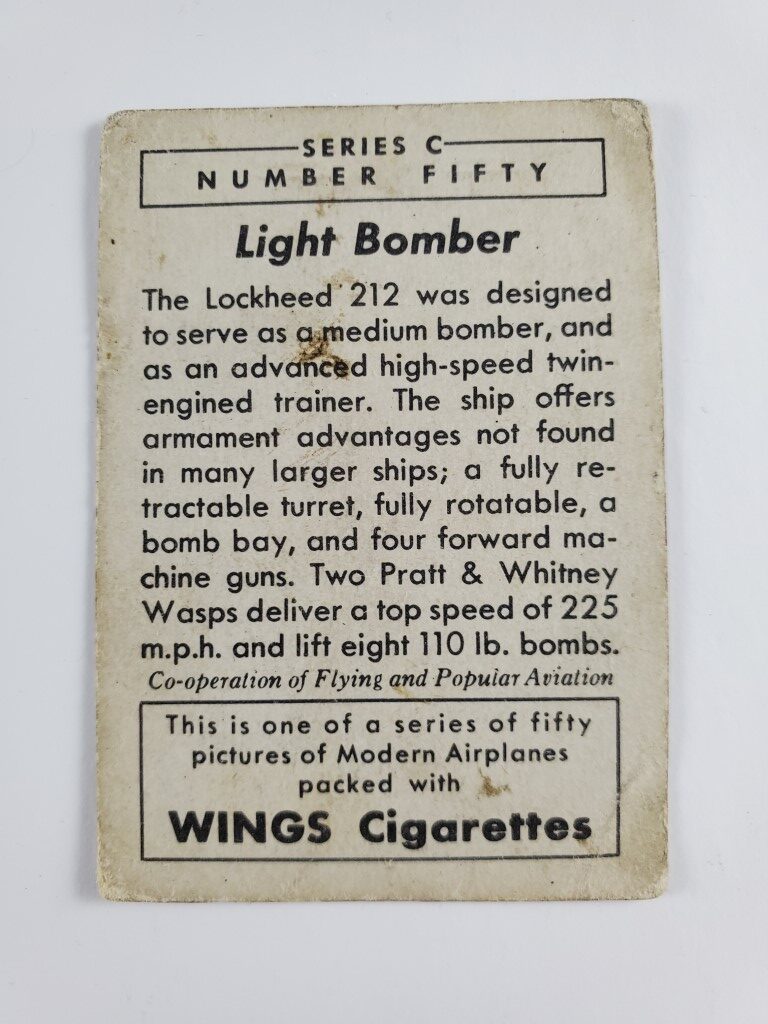 SERIES C
NUMBER FIFTY
Light Bomber
The Lockheed 212 was designed
to serve as a medium bomber, and
as an advanced high-speed twin-
engined trainer. The ship offers
armament advantages not found
in many larger ships; a fully re-
tractable turret, fully rotatable, a
bomb bay, and four forward ma-
chine guns. Two Pratt & Whitney
Wasps deliver a top speed of 225
m.p.h. and lift eight 110 lb. bombs.
Co-operation of Flying and Popular Aviation
This is one of a series of fifty
pictures of Modern Airplanes
packed with
WINGS Cigarettes